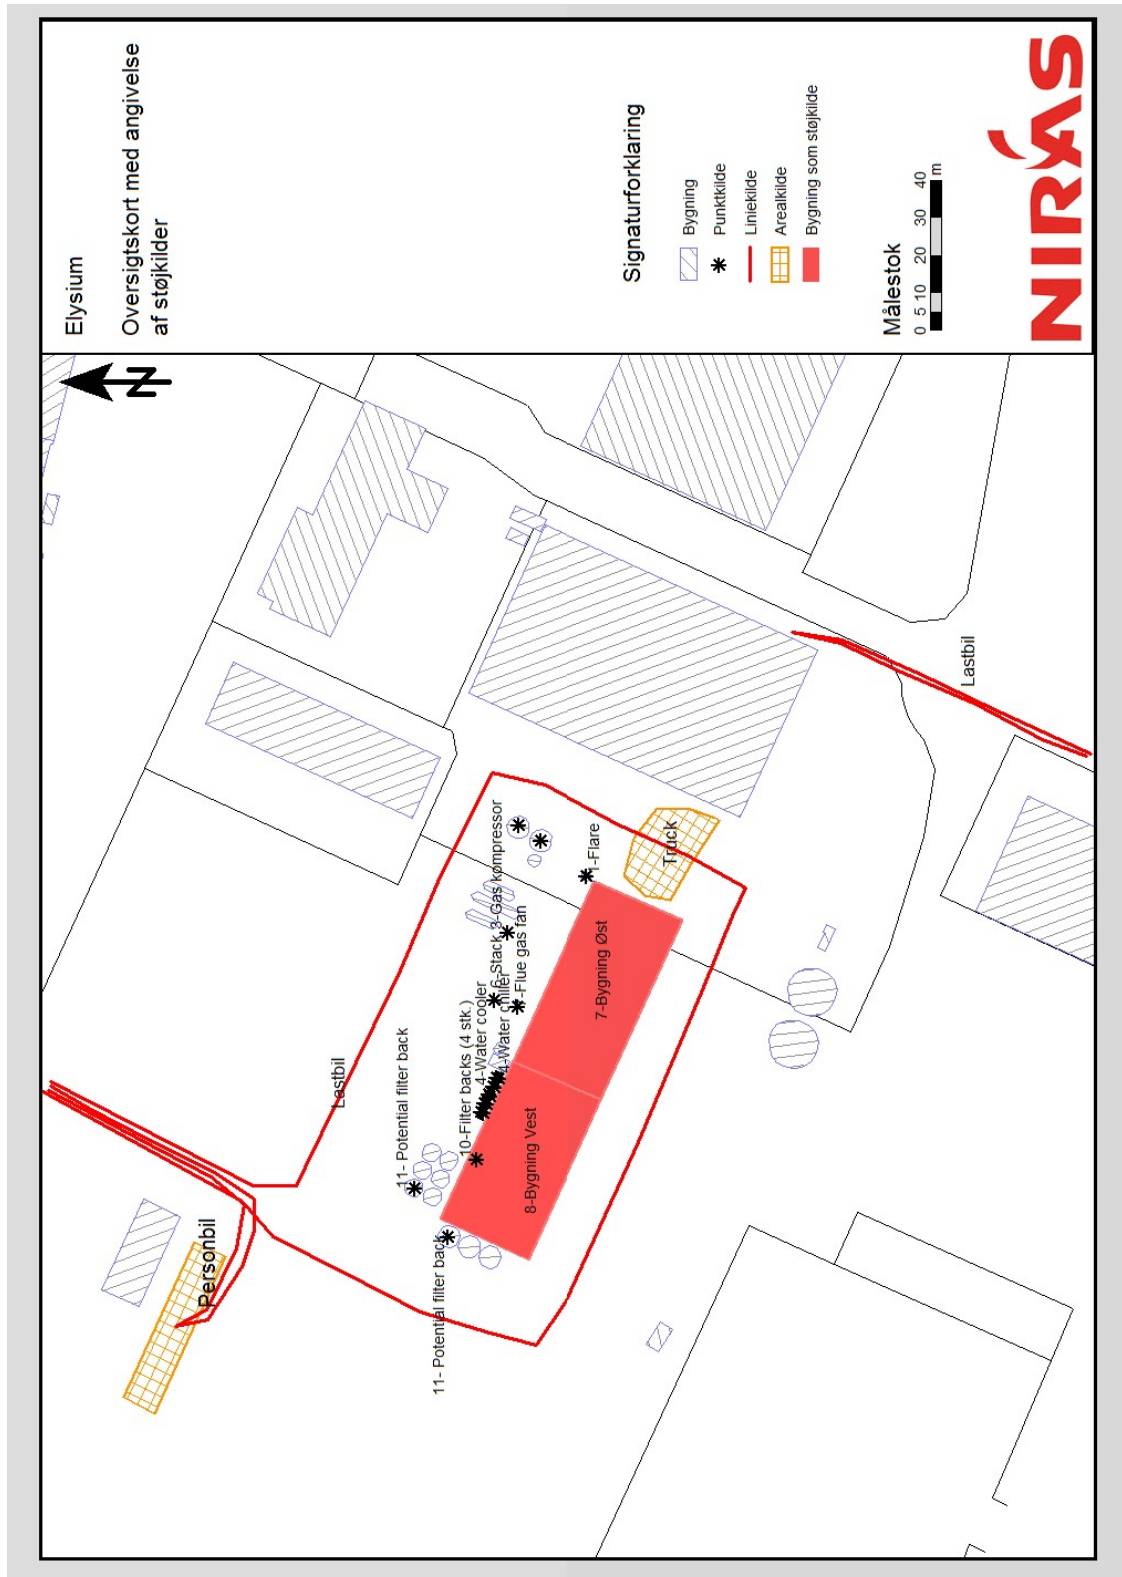 Elysium
Oversigtskort med angivelse
af støjkilder
Signaturforklaring
Bygning
Punktkilde
Liniekilde
Arealkilde
Bygning som støjkilde
Målestok
0 5 10 20 30 40
m
NIRAS
N
Lastbil
Personbil
Lastbil
11- Potential filter back
11- Potential filter back
10-Filter backs (4 stk.)
4-Water cooler
4-Water chiller
6-Stack
3-Gas kompressor
-Flue gas fan
1-Flare
Truck
7-Bygning Øst
8-Bygning Vest